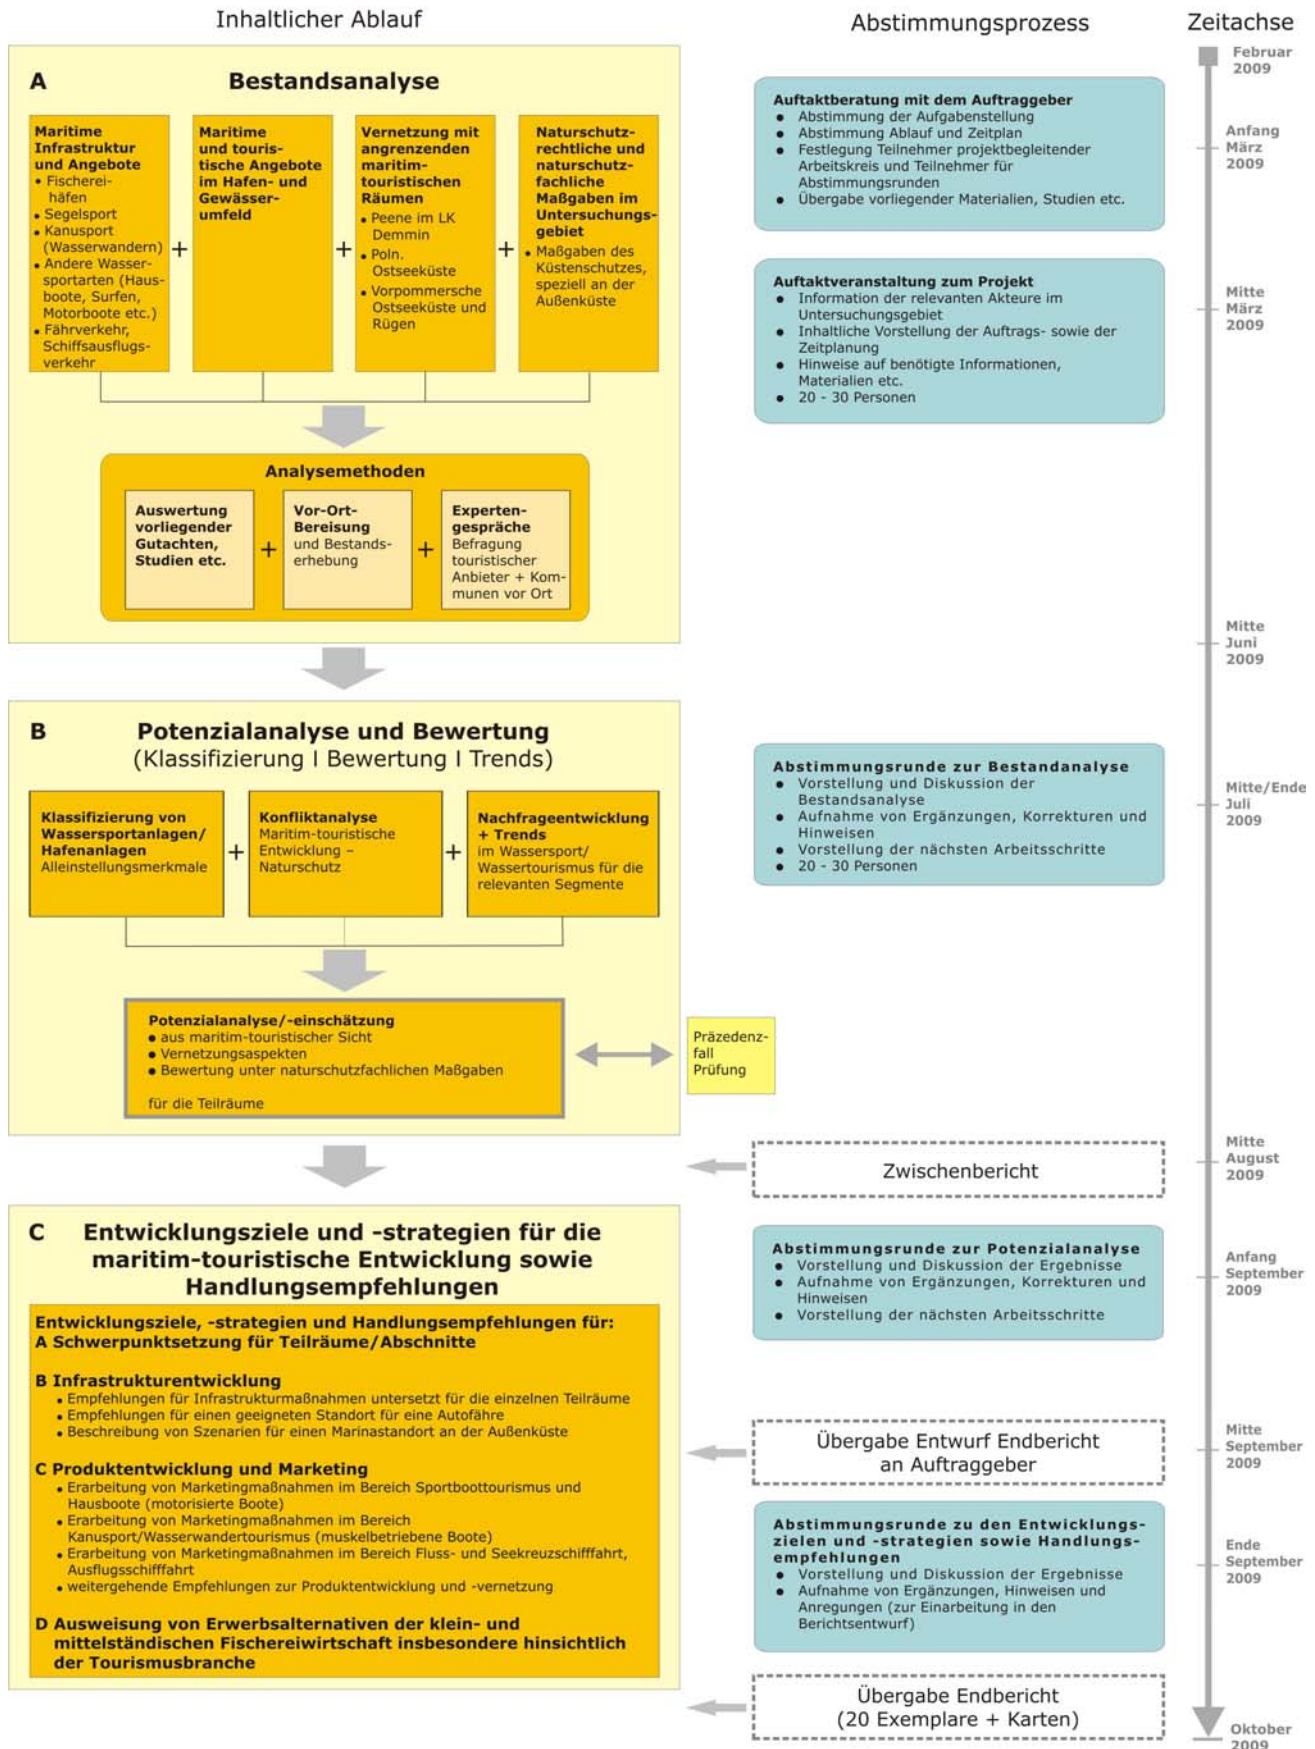 Inhaltlicher Ablauf
A
Bestandsanalyse
Maritime
Infrastruktur
und Angebote
• Fischerei-
häfen
• Segelsport
• Kanusport
(Wasserwandern)
• Andere Wasser-
sportarten (Haus-
boote, Surfen,
Motorboote etc.)
• Fährverkehr,
Schiffsausflugs-
verkehr
+
Maritime
und touris-
tische Angebote
im Hafen- und
Gewässer-
umfeld
+
Vernetzung mit
angrenzenden
maritim-
touristischen
Räumen
• Peene im LK
Demmin
• Poln.
Ostseeküste
• Vorpommersche
Ostseeküste und
Rügen
+
Naturschutz-
rechtliche und
naturschutz-
fachliche
Maßgaben im
Untersuchungs-
gebiet
• Maßgaben des
Küstenschutzes,
speziell an der
Außenküste
Analysemethoden
Auswertung
vorliegender
Gutachten,
Studien etc.
+
Vor-Ort-
Bereisung
und Bestands-
erhebung
+
Experten-
gespräche
Befragung
touristischer
Anbieter + Kom-
munen vor Ort
B
Potenzialanalyse und Bewertung
(Klassifizierung I Bewertung I Trends)
Klassifizierung von
Wassersportanlagen/
Hafenanlagen
Alleinstellungsmerkmale
+
Konfliktanalyse
Maritim-touristische
Entwicklung –
Naturschutz
+
Nachfrageentwicklung
+ Trends
im Wassersport/
Wassertourismus für die
relevanten Segmente
Potenzialanalyse/-einschätzung
• aus maritim-touristischer Sicht
• Vernetzungsaspekten
• Bewertung unter naturschutzfachlichen Maßgaben
für die Teilräume
Präzedenz-
fall
Prüfung
C Entwicklungsziele und -strategien für die
maritim-touristische Entwicklung sowie
Handlungsempfehlungen
Entwicklungsziele, -strategien und Handlungsempfehlungen für:
A Schwerpunktsetzung für Teilräume/Abschnitte
B Infrastrukturentwicklung
• Empfehlungen für Infrastrukturmaßnahmen untersetzt für die einzelnen Teilräume
• Empfehlungen für einen geeigneten Standort für eine Autofähre
• Beschreibung von Szenarien für einen Marinastandort an der Außenküste
C Produktentwicklung und Marketing
• Erarbeitung von Marketingmaßnahmen im Bereich Sportboottourismus und
Hausboote (motorisierte Boote)
• Erarbeitung von Marketingmaßnahmen im Bereich
Kanusport/Wasserwandertourismus (muskelbetriebene Boote)
• Erarbeitung von Marketingmaßnahmen im Bereich Fluss- und Seekreuzschifffahrt,
Ausflugsschifffahrt
• weitergehende Empfehlungen zur Produktentwicklung und -vernetzung
D Ausweisung von Erwerbsalternativen der klein- und
mittelständischen Fischereiwirtschaft insbesondere hinsichtlich
der Tourismusbranche
Abstimmungsprozess
Auftaktberatung mit dem Auftraggeber
• Abstimmung der Aufgabenstellung
• Abstimmung Ablauf und Zeitplan
• Festlegung Teilnehmer projektbegleitender
Arbeitskreis und Teilnehmer für
Abstimmungsrunden
• Übergabe vorliegender Materialien, Studien etc.
Auftaktveranstaltung zum Projekt
• Information der relevanten Akteure im
Untersuchungsgebiet
• Inhaltliche Vorstellung der Auftrags- sowie der
Zeitplanung
• Hinweise auf benötigte Informationen,
Materialien etc.
• 20 - 30 Personen
Abstimmungsrunde zur Bestandanalyse
• Vorstellung und Diskussion der
Bestandsanalyse
• Aufnahme von Ergänzungen, Korrekturen und
Hinweisen
• Vorstellung der nächsten Arbeitsschritte
• 20 - 30 Personen
Zwischenbericht
Abstimmungsrunde zur Potenzialanalyse
• Vorstellung und Diskussion der Ergebnisse
• Aufnahme von Ergänzungen, Korrekturen und
Hinweisen
• Vorstellung der nächsten Arbeitsschritte
Übergabe Entwurf Endbericht
an Auftraggeber
Abstimmungsrunde zu den Entwicklungs-
zielen und -strategien sowie Handlungs-
empfehlungen
• Vorstellung und Diskussion der Ergebnisse
• Aufnahme von Ergänzungen, Hinweisen und
Anregungen (zur Einarbeitung in den
Berichtsentwurf)
Übergabe Endbericht
(20 Exemplare + Karten)
Zeitachse
Februar
2009
Anfang
März
2009
Mitte
März
2009
Mitte
Juni
2009
Mitte/Ende
Juli
2009
Mitte
August
2009
Anfang
September
2009
Mitte
September
2009
Ende
September
2009
Oktober
2009